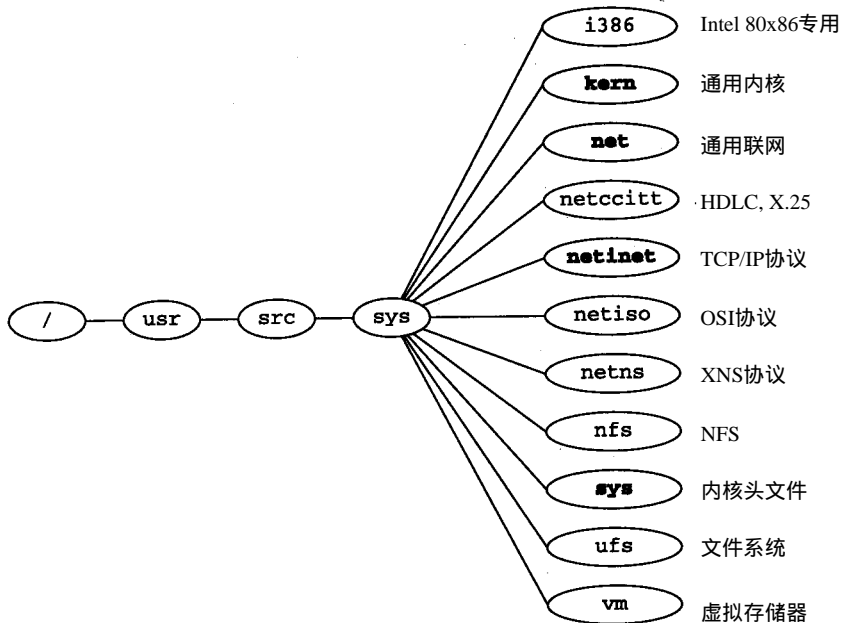 i386 Intel 80x86专用
kern 通用内核
net 通用联网
netccitt HDLC, X.25
netinet TCP/IP协议
/ usr src sys netiso OSI协议
netns XNS协议
nfs NFS
sys 内核头文件
ufs 文件系统
vm 虚拟存储器